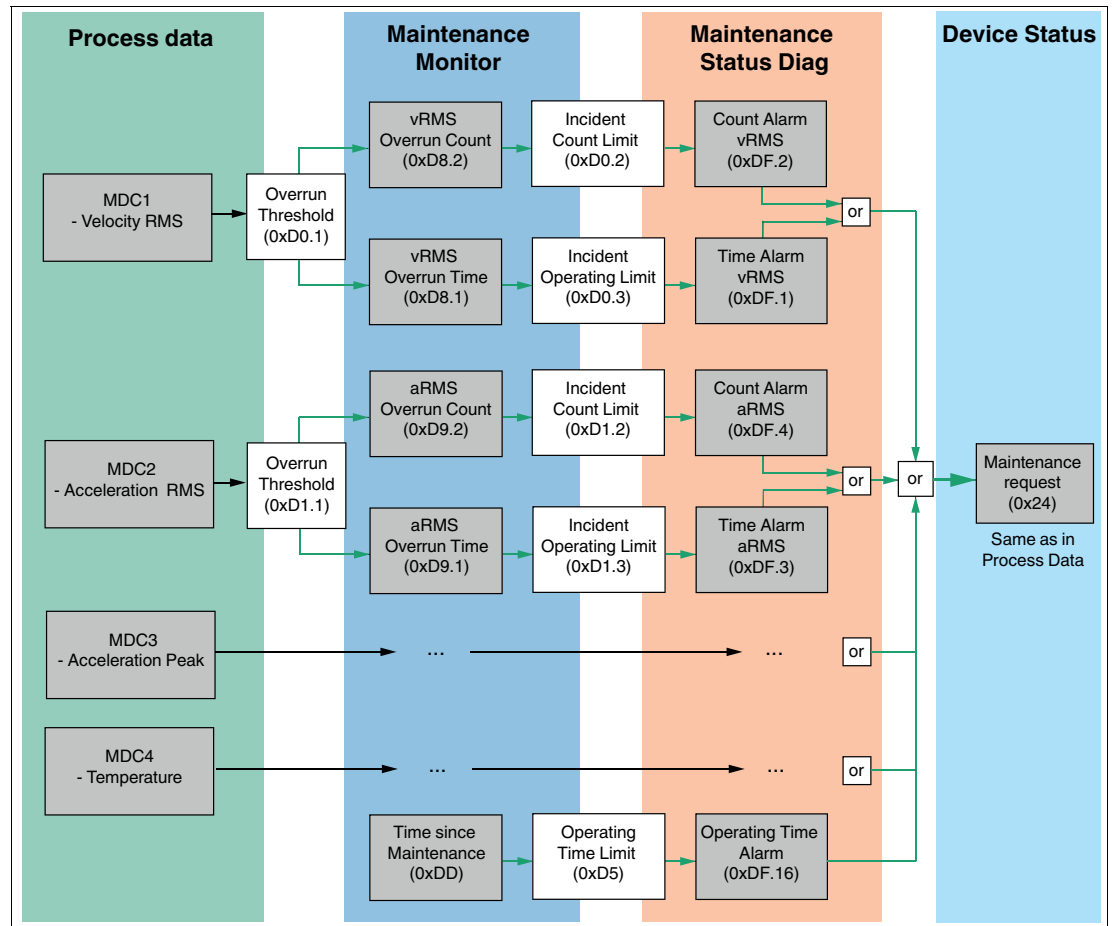 Process data
Maintenance
Monitor
Maintenance
Status Diag
Device Status
MDC1
- Velocity RMS
Overrun
Threshold
(0xD0.1)
vRMS
Overrun Count
(0xD8.2)
Incident
Count Limit
(0xD0.2)
Count Alarm
vRMS
(0xDF.2)
or
vRMS
Overrun Time
(0xD8.1)
Incident
Operating Limit
(0xD0.3)
Time Alarm
vRMS
(0xDF.1)
MDC2
- Acceleration RMS
Overrun
Threshold
(0xD1.1)
aRMS
Overrun Count
(0xD9.2)
Incident
Count Limit
(0xD1.2)
Count Alarm
aRMS
(0xDF.4)
or
or
Maintenance
request
(0x24)
Same as in
Process Data
aRMS
Overrun Time
(0xD9.1)
Incident
Operating Limit
(0xD1.3)
Time Alarm
aRMS
(0xDF.3)
MDC3
- Acceleration Peak
...
...
or
MDC4
- Temperature
...
...
or
Time since
Maintenance
(0xDD)
Operating
Time Limit
(0xD5)
Operating Time
Alarm
(0xDF.16)